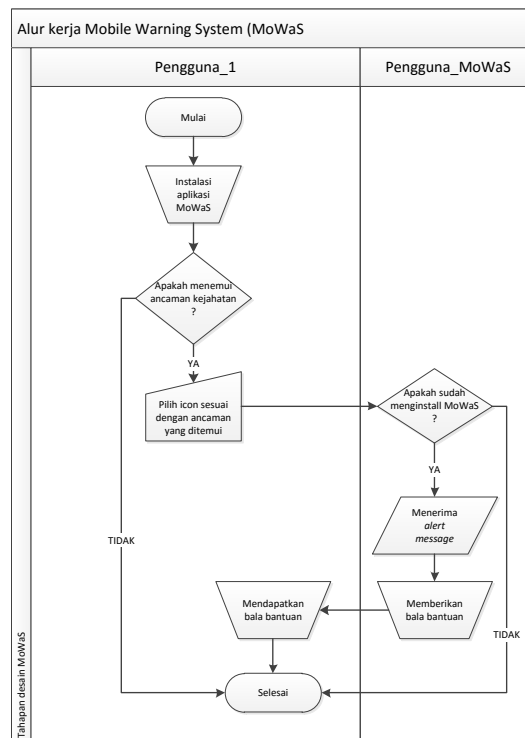 Alur kerja Mobile Warning System (MoWaS
Pengguna_1
Pengguna_MoWaS
Mulai
Instalasi
aplikasi
MoWaS
Apakah menemui
ancaman kejahatan
?
YA
Pilih icon sesuai
dengan ancaman
yang ditemui
Apakah sudah
menginstall MoWaS
?
YA
Menerima
alert
message
TIDAK
Mendapatkan
bala bantuan
Memberikan
bala bantuan
TIDAK
Selesai
Tahapan desain MoWaS